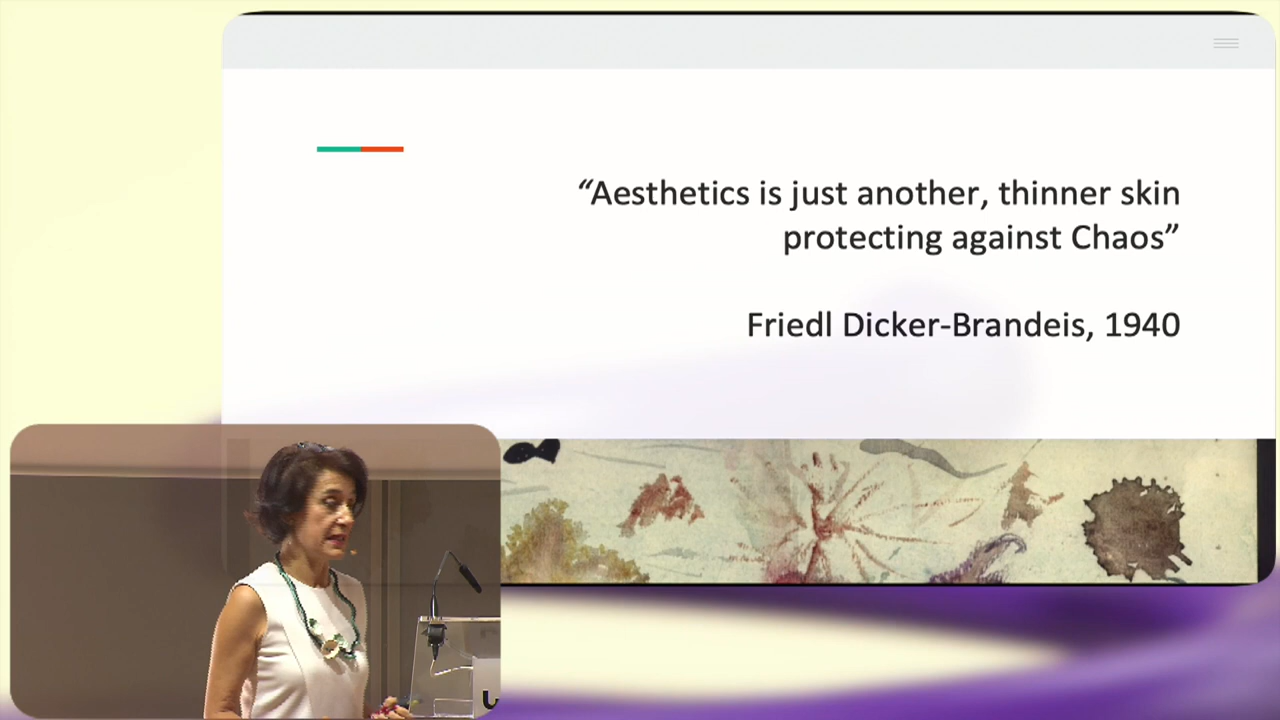 “Aesthetics is just another, thinner skin
protecting against Chaos”
Friedl Dicker-Brandeis, 1940